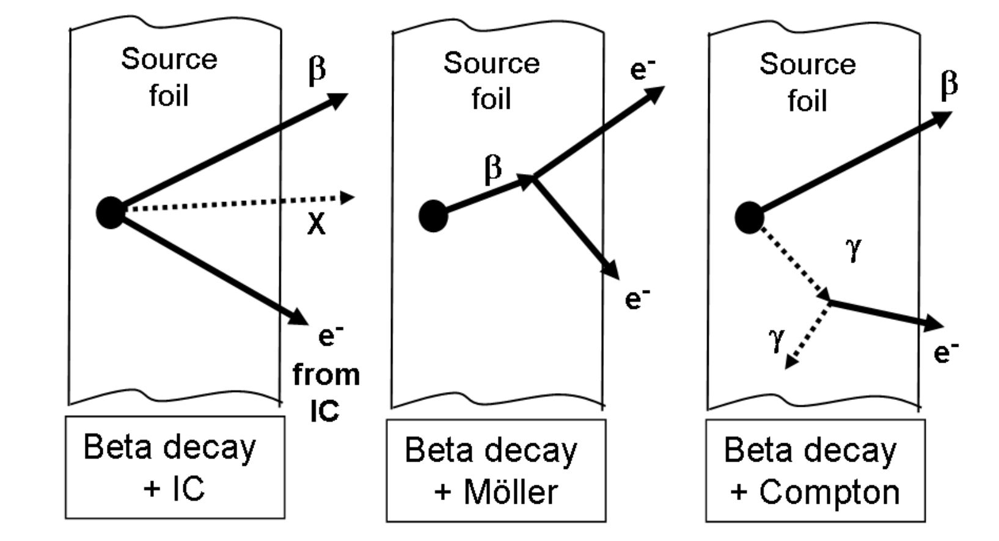 Source
foil
β
X
e-
from
IC
Beta decay
+ IC
Source
foil
e-
β
e-
Beta decay
+ Möller
Source
foil
β
γ
γ
e-
Beta decay
+ Compton